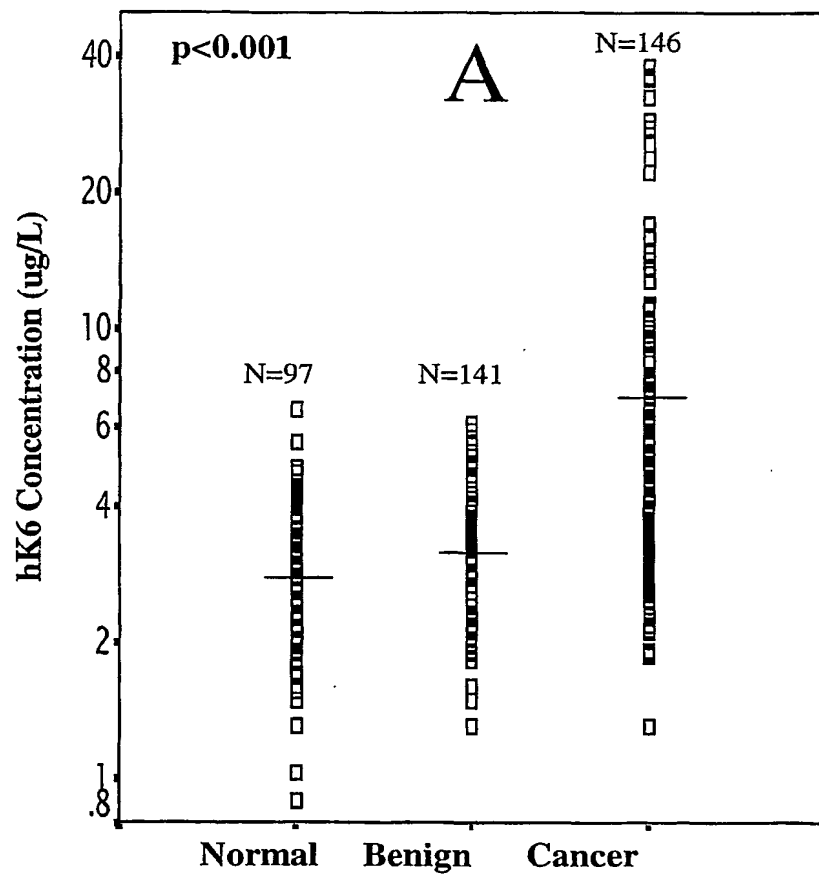 p<0.001
A
N=146
N=97
N=141
hK6 Concentration (ug/L)
40
20
10
8
6
4
2
1
.8
Normal Benign Cancer